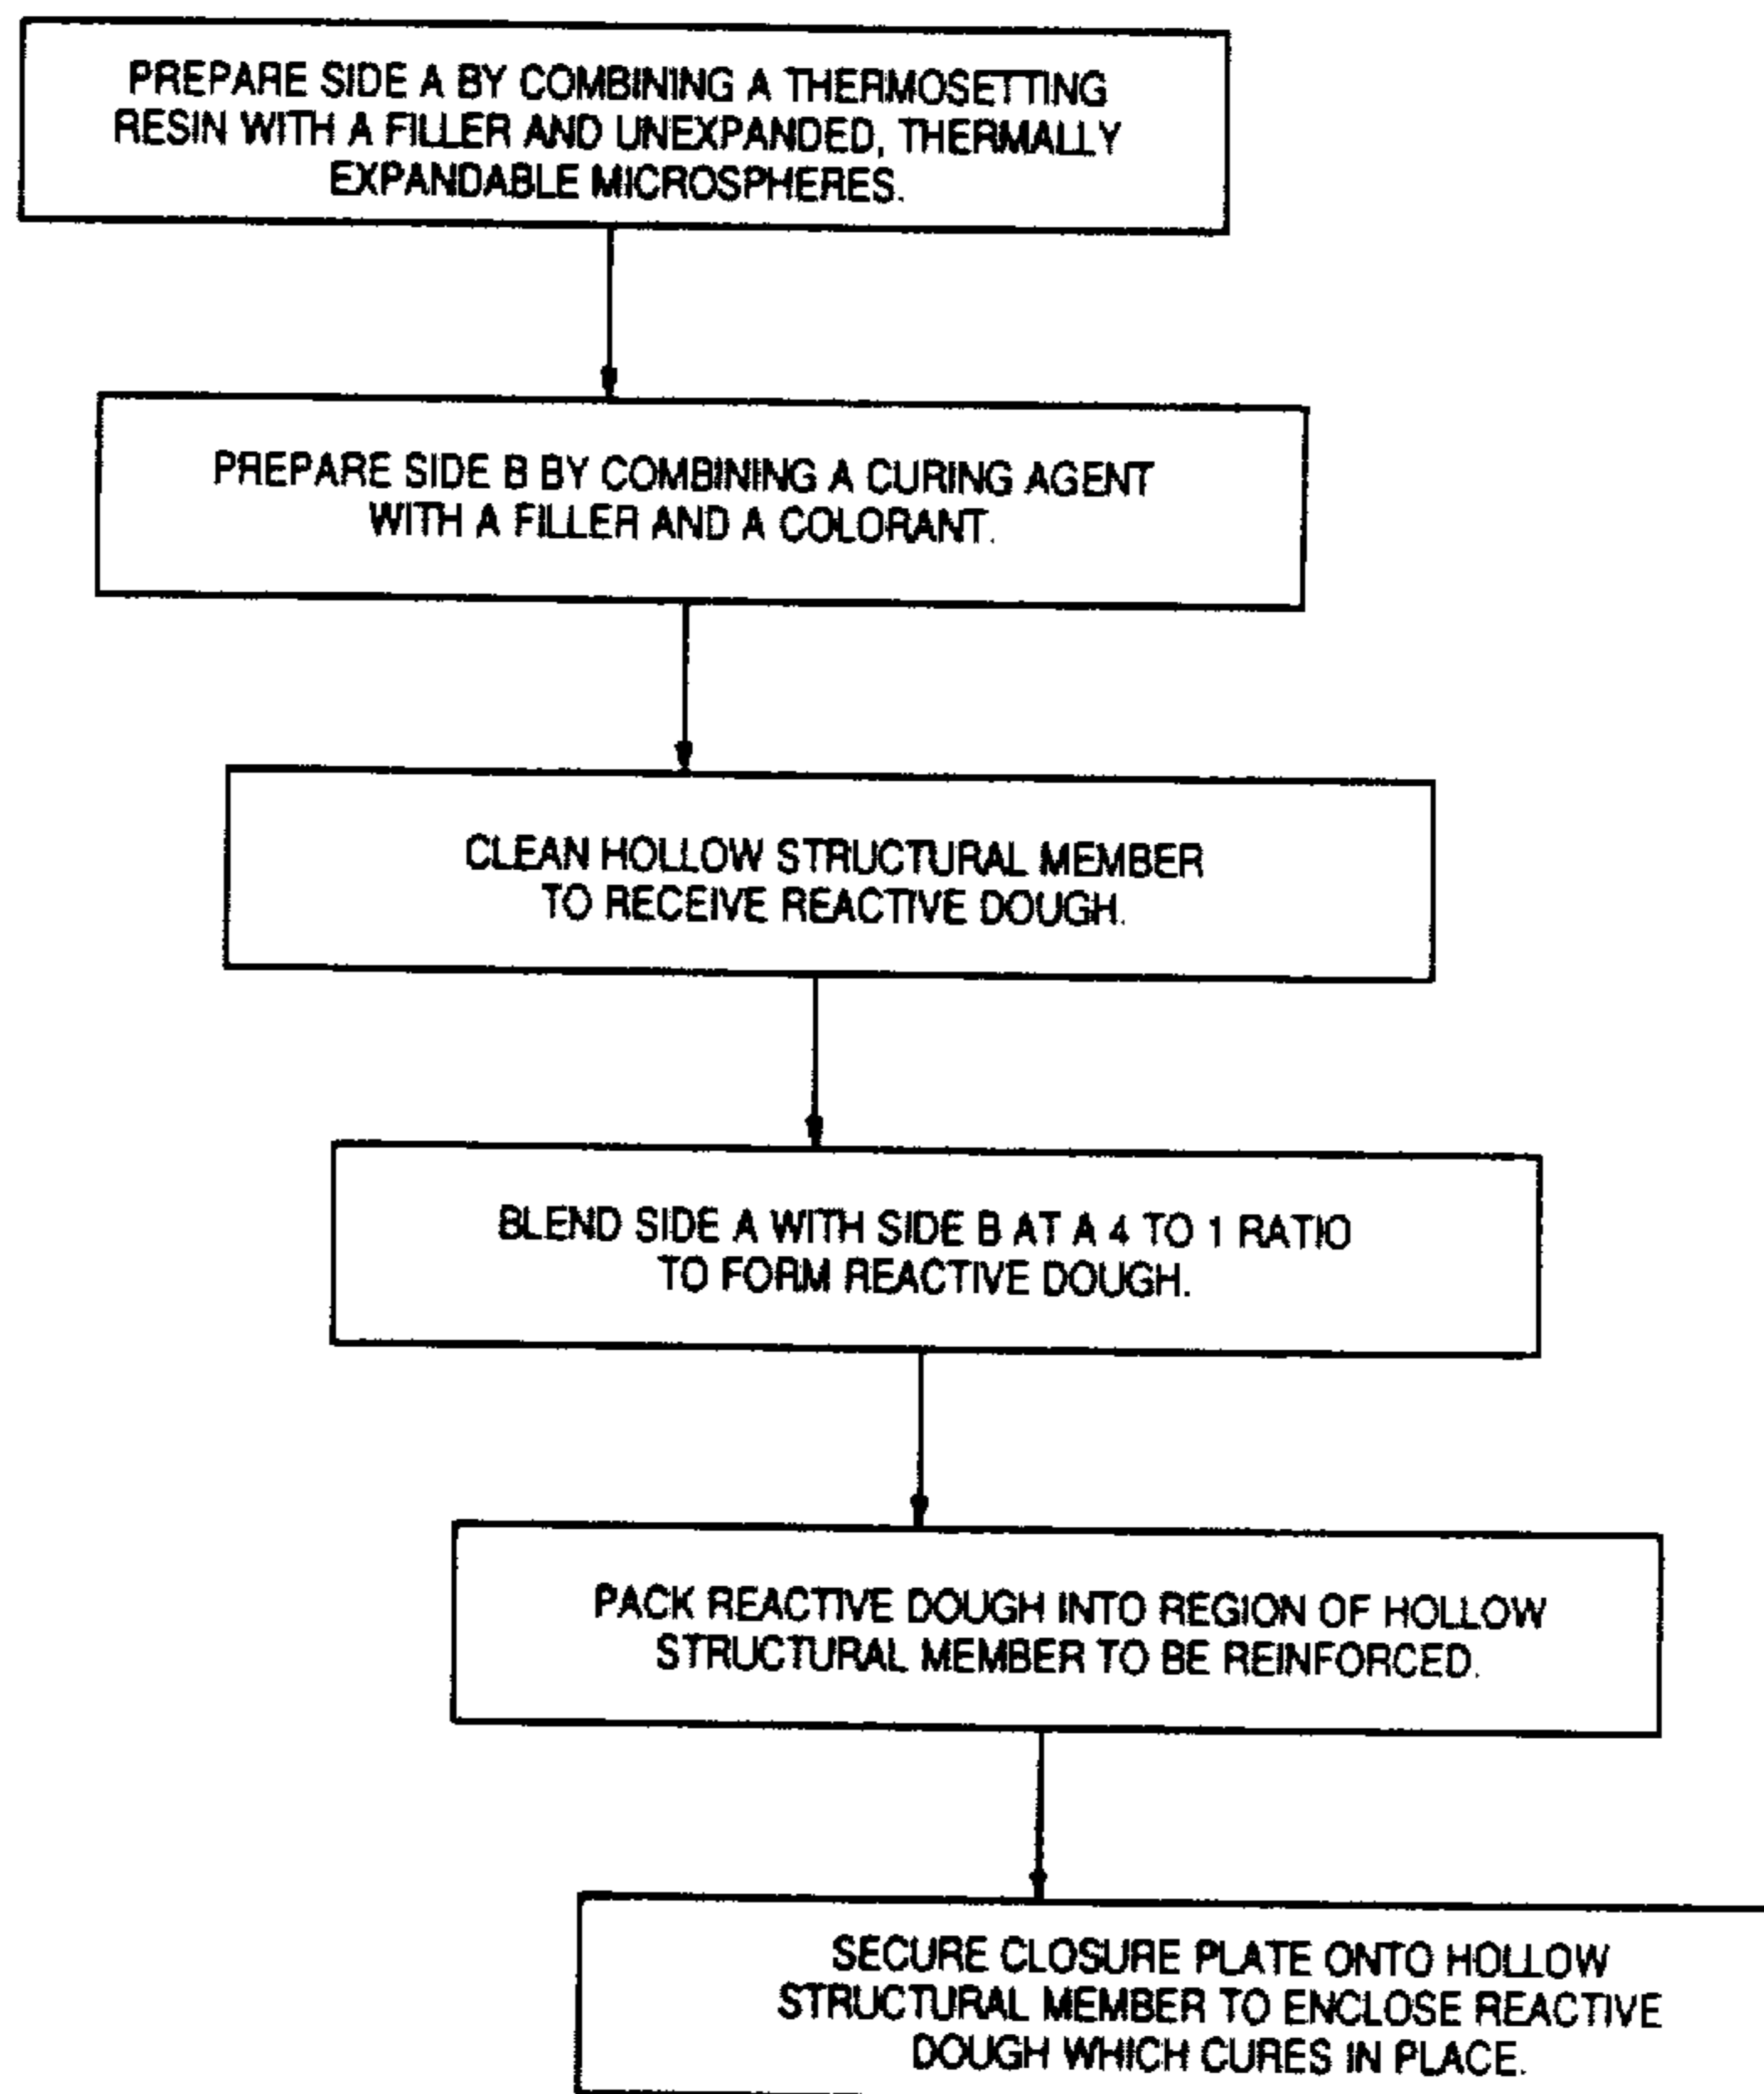 PREPARE SIDE A BY COMBINING A THERMOSETTING
RESIN WITH A FILLER AND UNEXPANDED, THERMALLY
EXPANDABLE MICROSPHERES.
PREPARE SIDE B BY COMBINING A CURING AGENT
WITH A FILLER AND A COLORANT.
CLEAN HOLLOW STRUCTURAL MEMBER
TO RECEIVE REACTIVE DOUGH.
BLEND SIDE A WITH SIDE B AT A 4 TO 1 RATIO
TO FORM REACTIVE DOUGH.
PACK REACTIVE DOUGH INTO REGION OF HOLLOW
STRUCTURAL MEMBER TO BE REINFORCED.
SECURE CLOSURE PLATE ONTO HOLLOW
STRUCTURAL MEMBER TO ENCLOSE REACTIVE
DOUGH WHICH CURES IN PLACE.